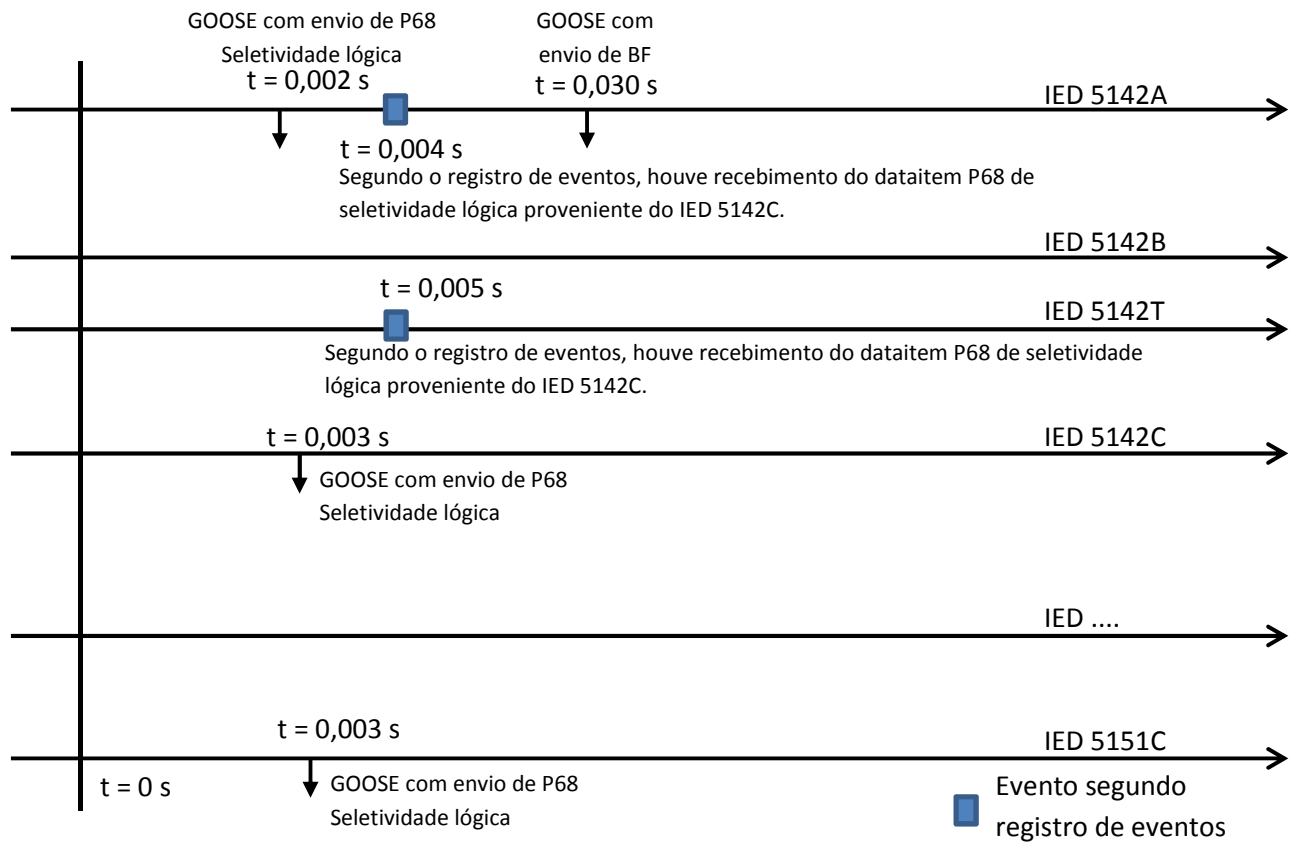 GOOSE com envio de P68
Seletividade lógica
t = 0,002 s
GOOSE com
envio de BF
t = 0,030 s
IED 5142A
t = 0,004 s
Segundo o registro de eventos, houve recebimento do dataitem P68 de
seletividade lógica proveniente do IED 5142C.
IED 5142B
t = 0,005 s
IED 5142T
Segundo o registro de eventos, houve recebimento do dataitem P68 de seletividade
lógica proveniente do IED 5142C.
t = 0,003 s
IED 5142C
GOOSE com envio de P68
Seletividade lógica
IED ....
t = 0,003 s
IED 5151C
t = 0 s
GOOSE com envio de P68
Seletividade lógica
Evento segundo
registro de eventos